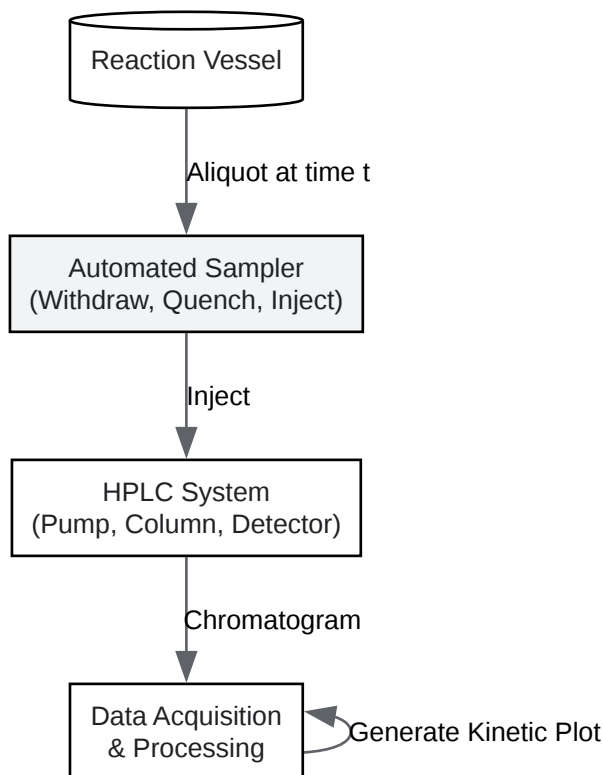 Reaction Vessel
Aliquot at time t
Automated Sampler
(Withdraw, Quench, Inject)
Inject
HPLC System
(Pump, Column, Detector)
Chromatogram
Data Acquisition
& Processing
Generate Kinetic Plot